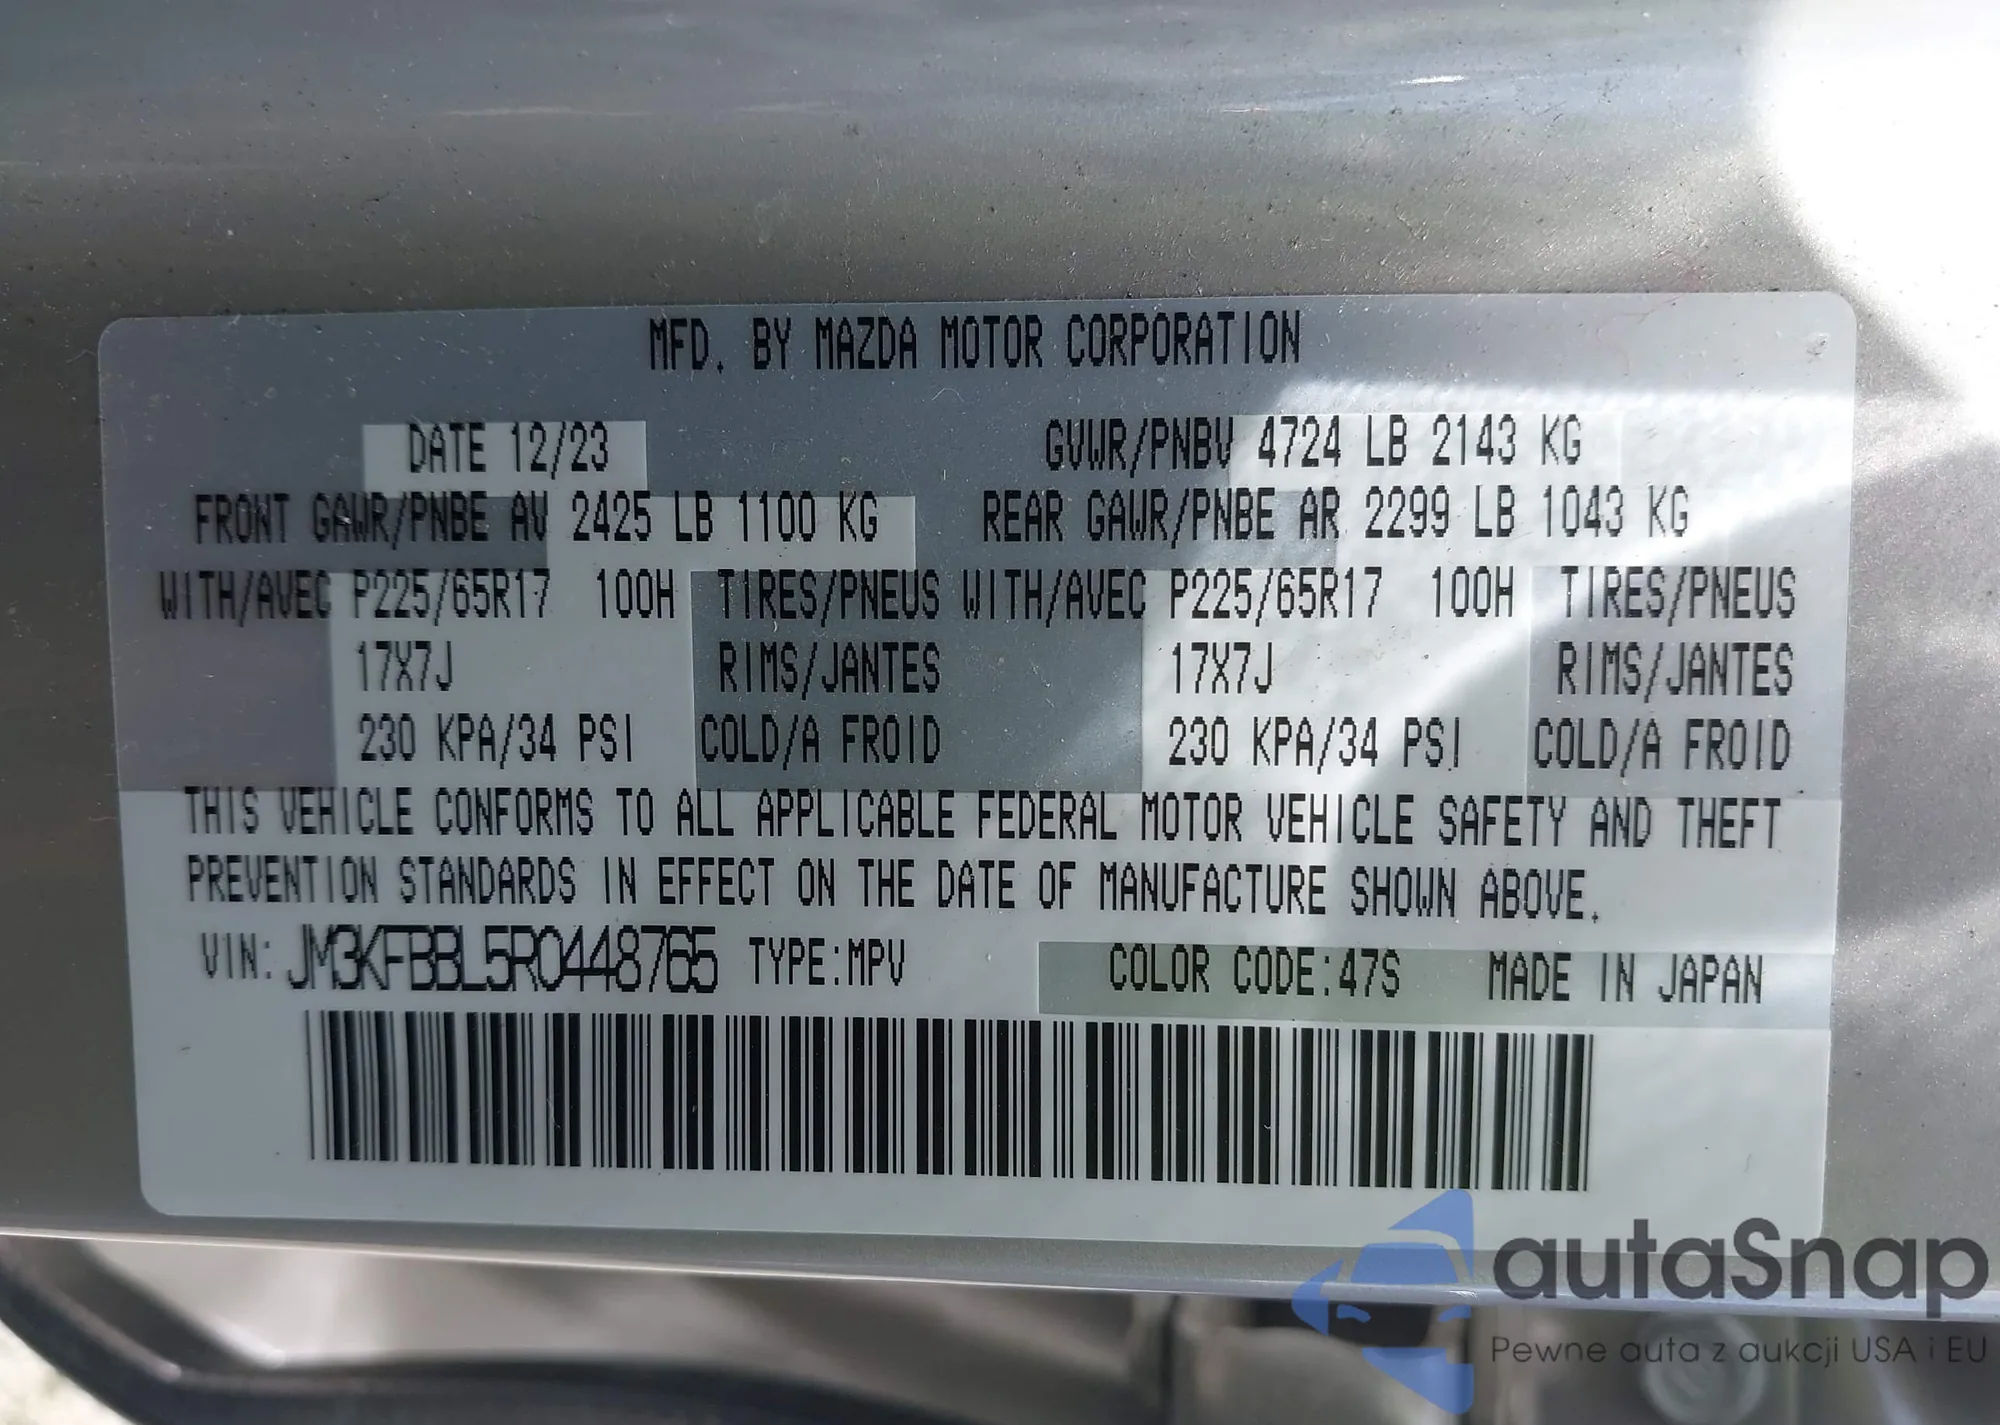 MFD. BY MAZDA MOTOR CORPORATION
DATE 12/23 GVWR/PNBV 4724 LB 2143 KG
FRONT GAWR/PNBE AV 2425 LB 1100 KG REAR GAWR/PNBE AR 2299 LB 1043 KG
WITH/AVEC P225/65R17 100H TIRES/PNEUS WITH/AVEC P225/65R17 100H TIRES/PNEUS
17X7J RIMS/JANTES 17X7J RIMS/JANTES
230 KPA/34 PSI COLD/A FROID 230 KPA/34 PSI COLD/A FROID
THIS VEHICLE CONFORMS TO ALL APPLICABLE FEDERAL MOTOR VEHICLE SAFETY AND THEFT
PREVENTION STANDARDS IN EFFECT ON THE DATE OF MANUFACTURE SHOWN ABOVE.
VIN: JM3KFBBL5R0448765 TYPE:MPV COLOR CODE:47S MADE IN JAPAN
autaSnap
Pewne auta z aukcji USA i EU